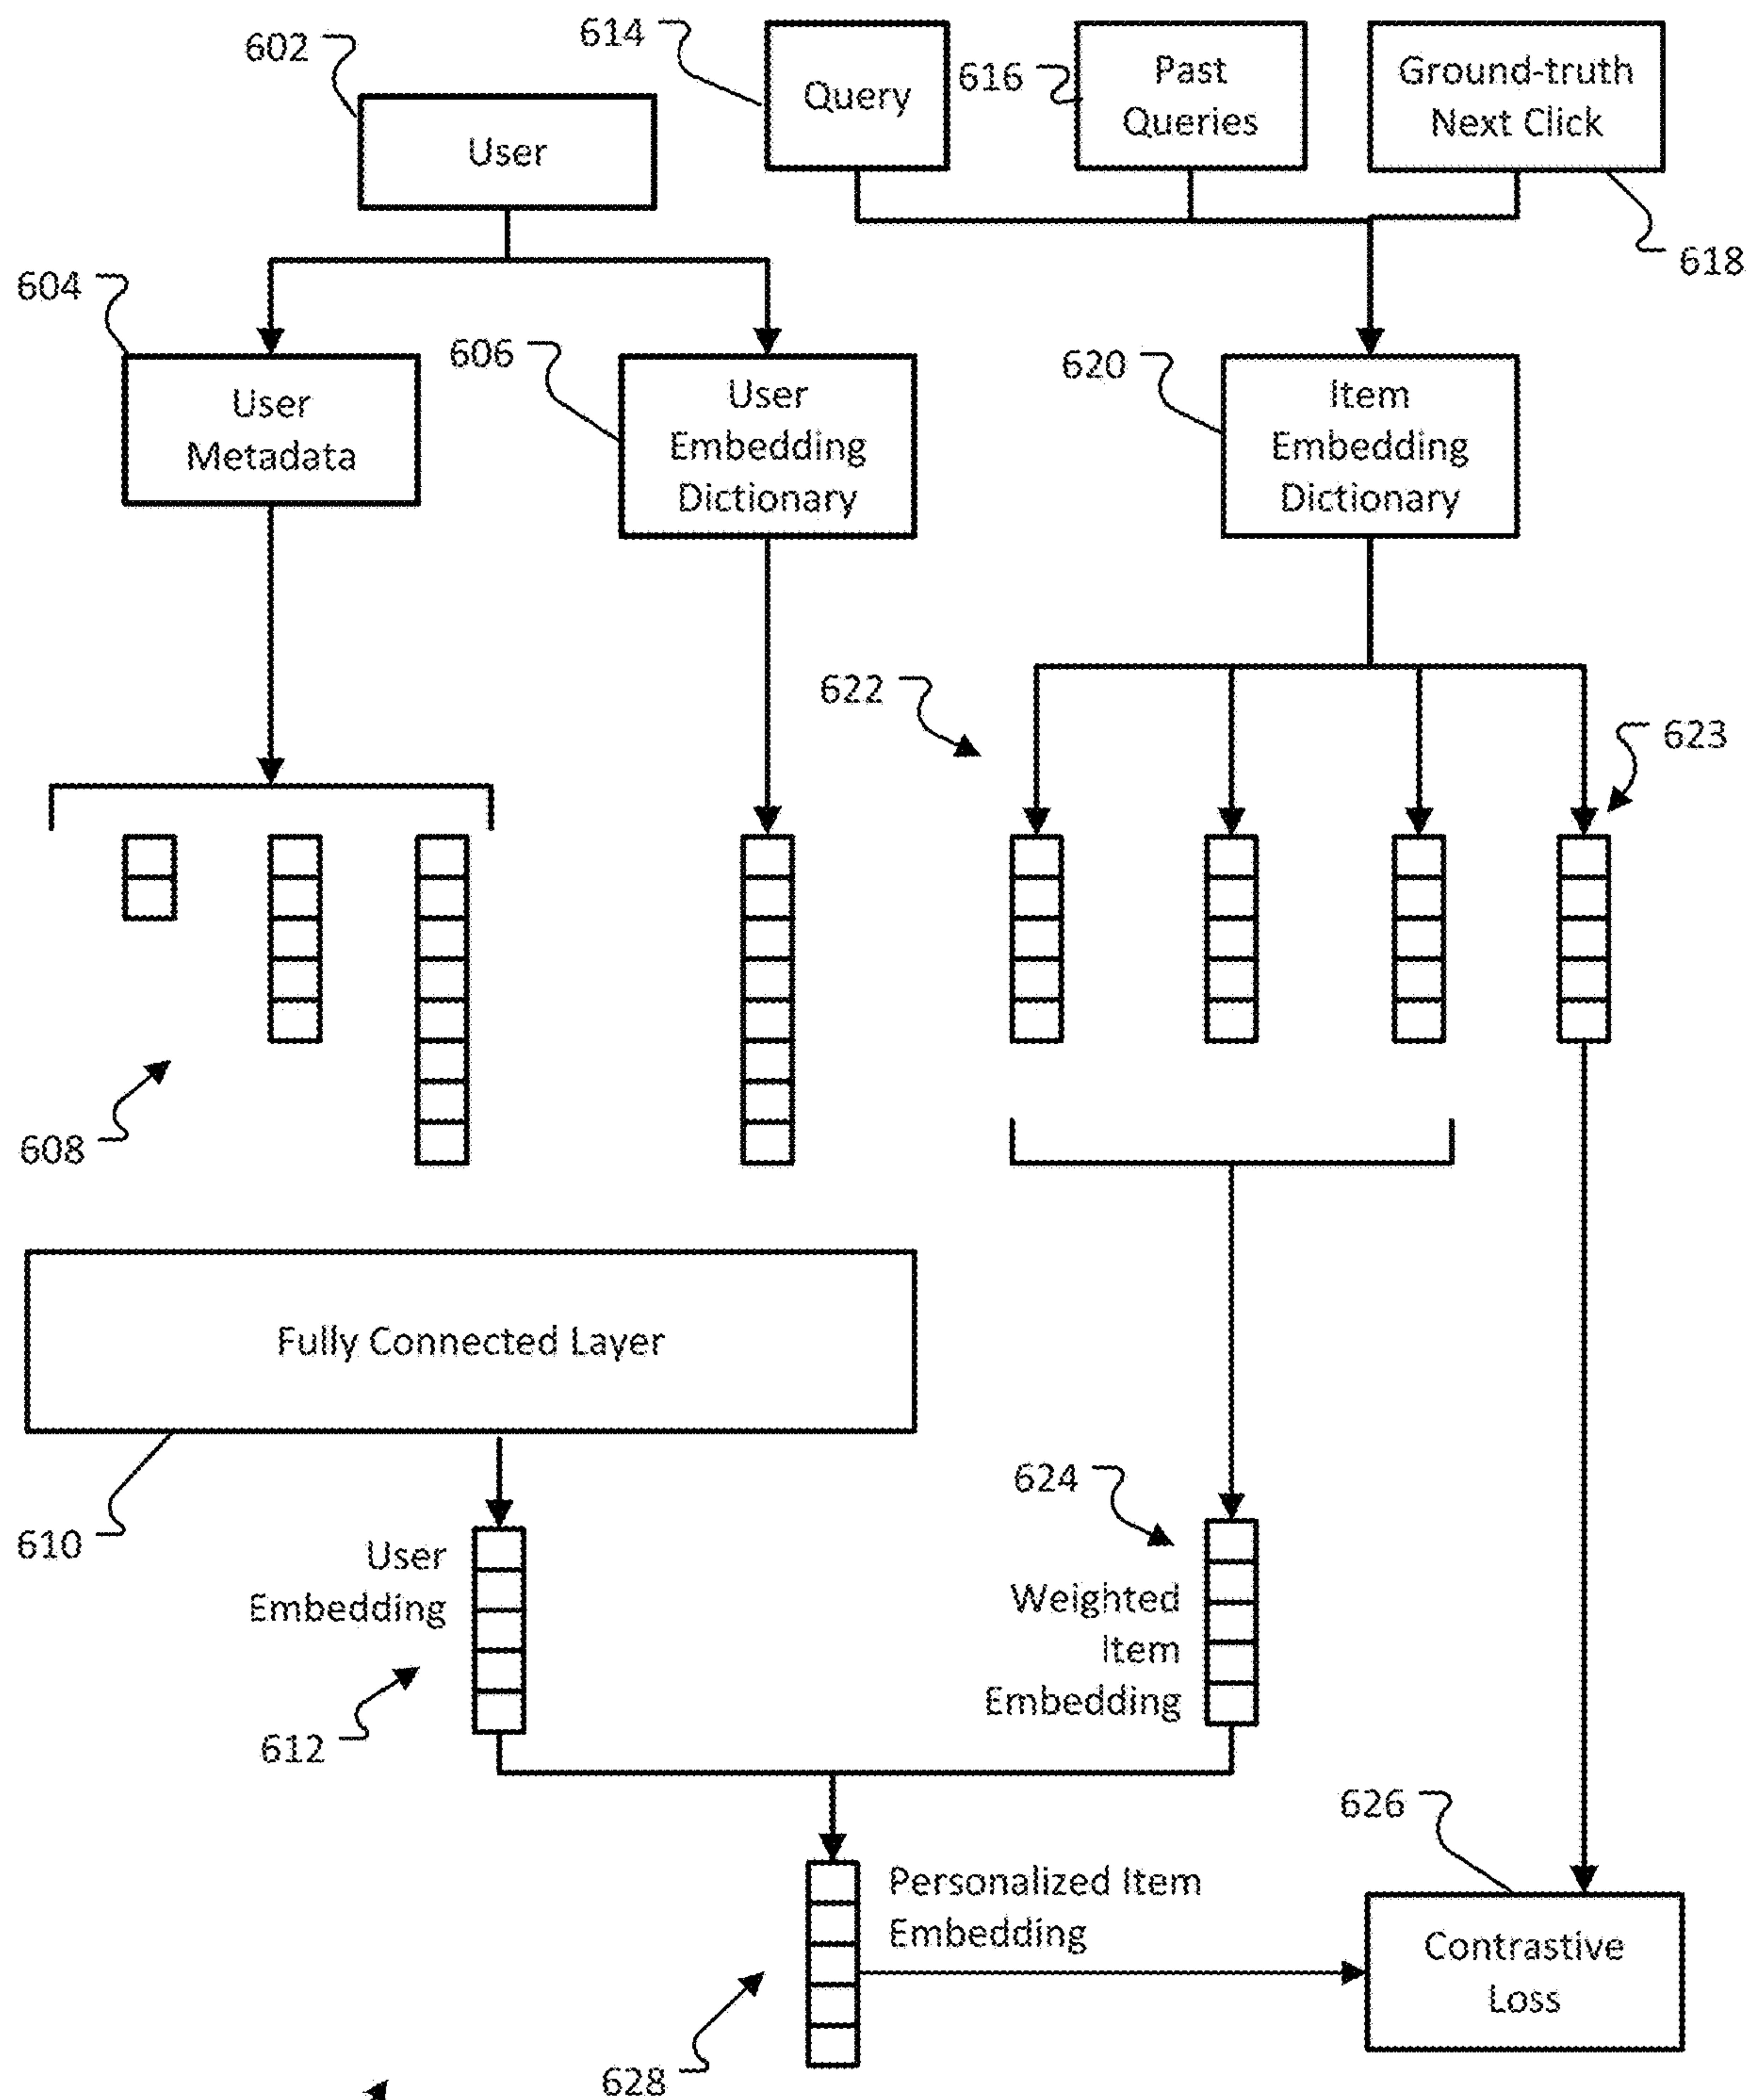 602
614
616
User
Query
Past
Queries
Ground-truth
Next Click
618
604
606
620
User
Metadata
User
Embedding
Dictionary
Item
Embedding
Dictionary
622
623
608
Fully Connected Layer
610
User
Embedding
612
624
Weighted
Item
Embedding
626
Personalized Item
Embedding
Contrastive
Loss
628